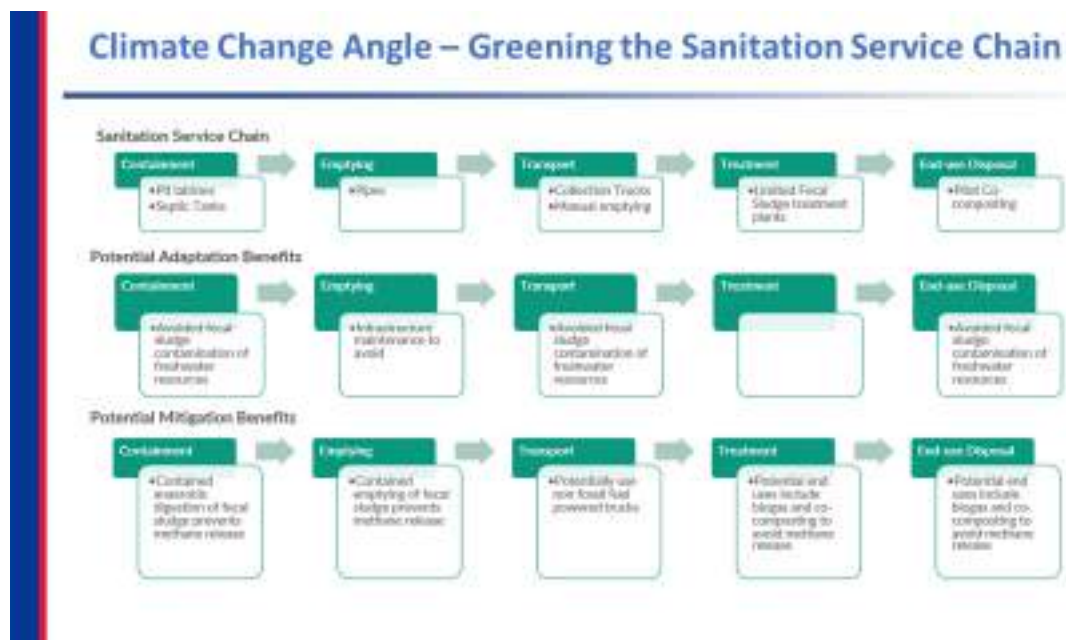 Climate Change Angle – Greening the Sanitation Service Chain
Sanitation Service Chain
Containment
Emptying
Transport
Treatment
End-use Disposal
•Pit latrines
•Septic Tanks
•Pipes
•Collection Trucks
•Manual emptying
•Limited Fecal
Sludge treatment
plants
•Pilot Co-
composting
Potential Adaptation Benefits
Containment
Emptying
Transport
Treatment
End-use Disposal
•Avoided fecal
sludge
contamination of
freshwater
resources
•Infrastructure
maintenance to
avoid
•Avoided fecal
sludge
contamination of
freshwater
resources
•Avoided fecal
sludge
contamination of
freshwater
resources
Potential Mitigation Benefits
Containment
Emptying
Transport
Treatment
End-use Disposal
•Contained
anaerobic
digestion of fecal
sludge prevents
methane release
•Contained
emptying of fecal
sludge prevents
methane release
•Potentially use
non fossil fuel
powered trucks
•Potential end
uses include
biogas and co-
composting to
avoid methane
release
•Potential end
uses include
biogas and co-
composting to
avoid methane
release